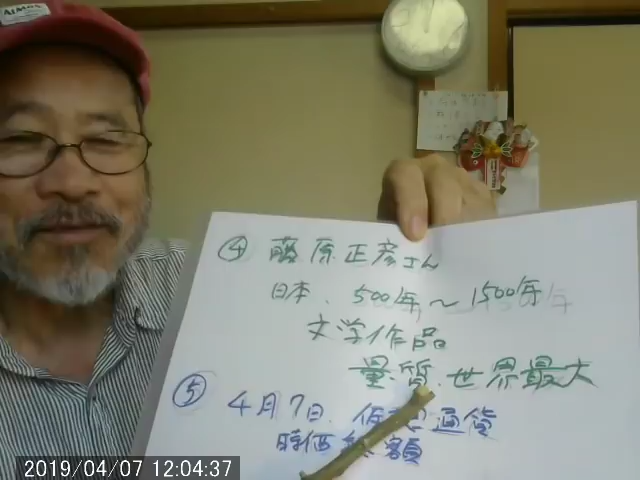 ④ 藤原正彦さん
日本、500年～1500年
文学作品
量.質.世界最大
⑤ 4月7日. 仮想通貨
時価総額
2019/04/07 12:04:37